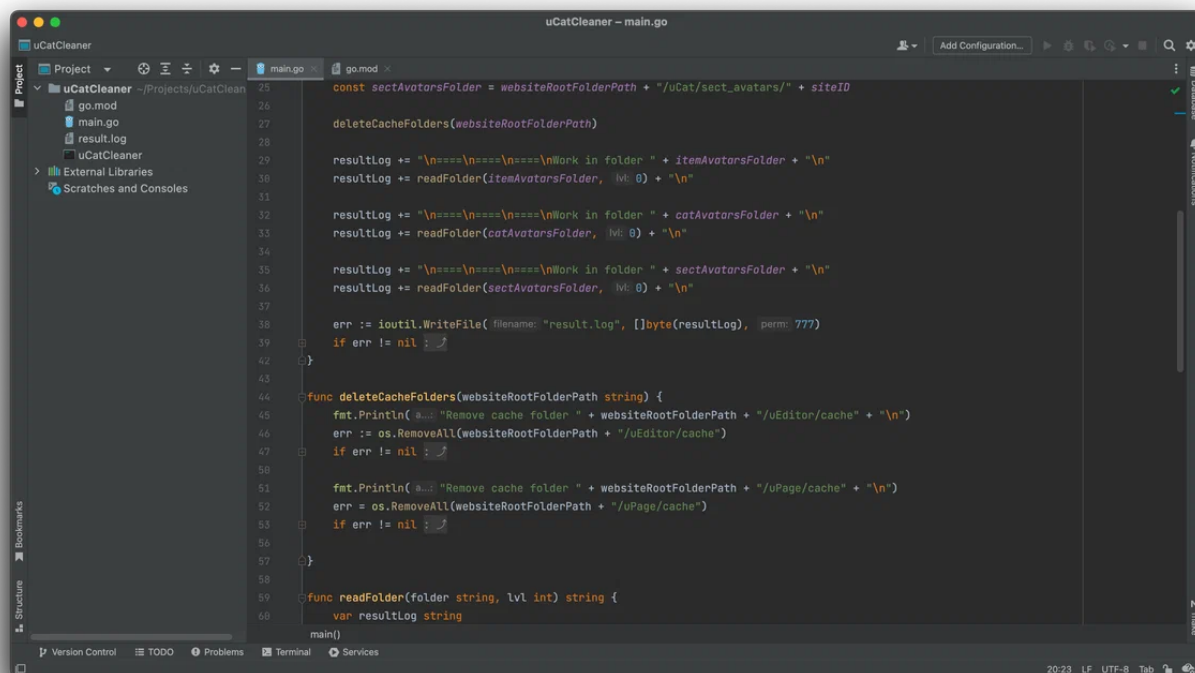 uCatCleaner – main.go
uCatCleaner
Add Configuration...
Project
Project
main.go
go.mod
uCatCleaner ~/Projects/uCatClean
go.mod
main.go
result.log
uCatCleaner
External Libraries
Scratches and Consoles
25 const sectAvatarsFolder = websiteRootFolderPath + "/uCat/sect_avatars/" + siteID
26
27 deleteCacheFolders(websiteRootFolderPath)
28
29 resultLog += "\n====\n====\n====\nWork in folder " + itemAvatarsFolder + "\n"
30 resultLog += readFolder(itemAvatarsFolder, lvl: 0) + "\n"
31
32 resultLog += "\n====\n====\n====\nWork in folder " + catAvatarsFolder + "\n"
33 resultLog += readFolder(catAvatarsFolder, lvl: 0) + "\n"
34
35 resultLog += "\n====\n====\n====\nWork in folder " + sectAvatarsFolder + "\n"
36 resultLog += readFolder(sectAvatarsFolder, lvl: 0) + "\n"
37
38 err := ioutil.WriteFile( filename: "result.log", []byte(resultLog), perm: 777)
39 if err != nil :
42 }
43
44 func deleteCacheFolders(websiteRootFolderPath string) {
45 fmt.Println( a...: "Remove cache folder " + websiteRootFolderPath + "/uEditor/cache" + "\n")
46 err := os.RemoveAll(websiteRootFolderPath + "/uEditor/cache")
47 if err != nil :
50
51 fmt.Println( a...: "Remove cache folder " + websiteRootFolderPath + "/uPage/cache" + "\n")
52 err = os.RemoveAll(websiteRootFolderPath + "/uPage/cache")
53 if err != nil :
56
57 }
58
59 func readFolder(folder string, lvl int) string {
60 var resultLog string
main()
Bookmarks
Structure
Version Control
TODO
Problems
Terminal
Services
20:23 LF UTF-8 Tab